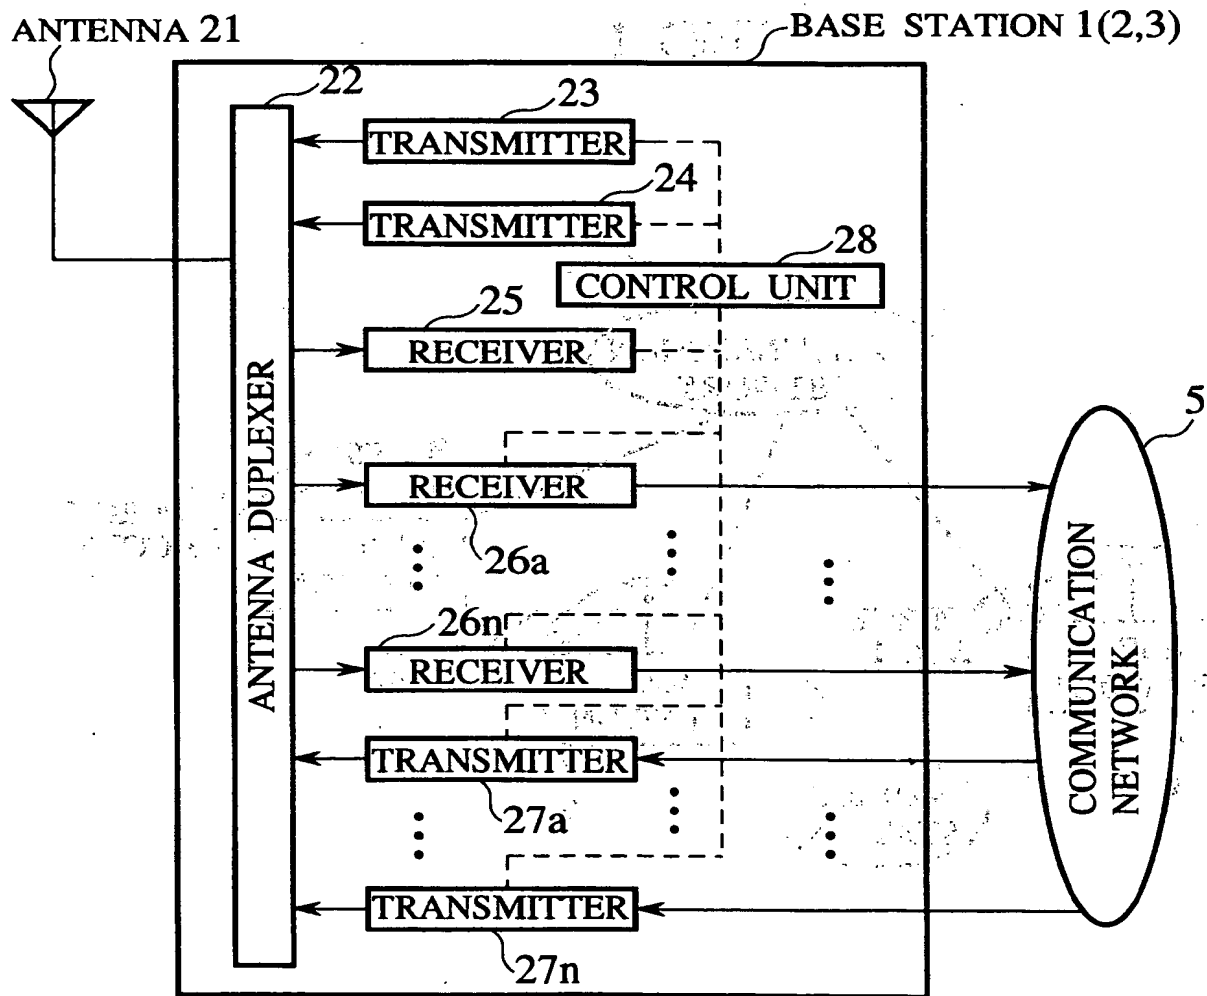 ANTENNA 21
BASE STATION 1(2,3)
22
23
TRANSMITTER
24
TRANSMITTER
28
CONTROL UNIT
25
RECEIVER
ANTENNA DUPLEXER
5
RECEIVER
26a
26n
RECEIVER
COMMUNICATION
NETWORK
TRANSMITTER
27a
TRANSMITTER
27n